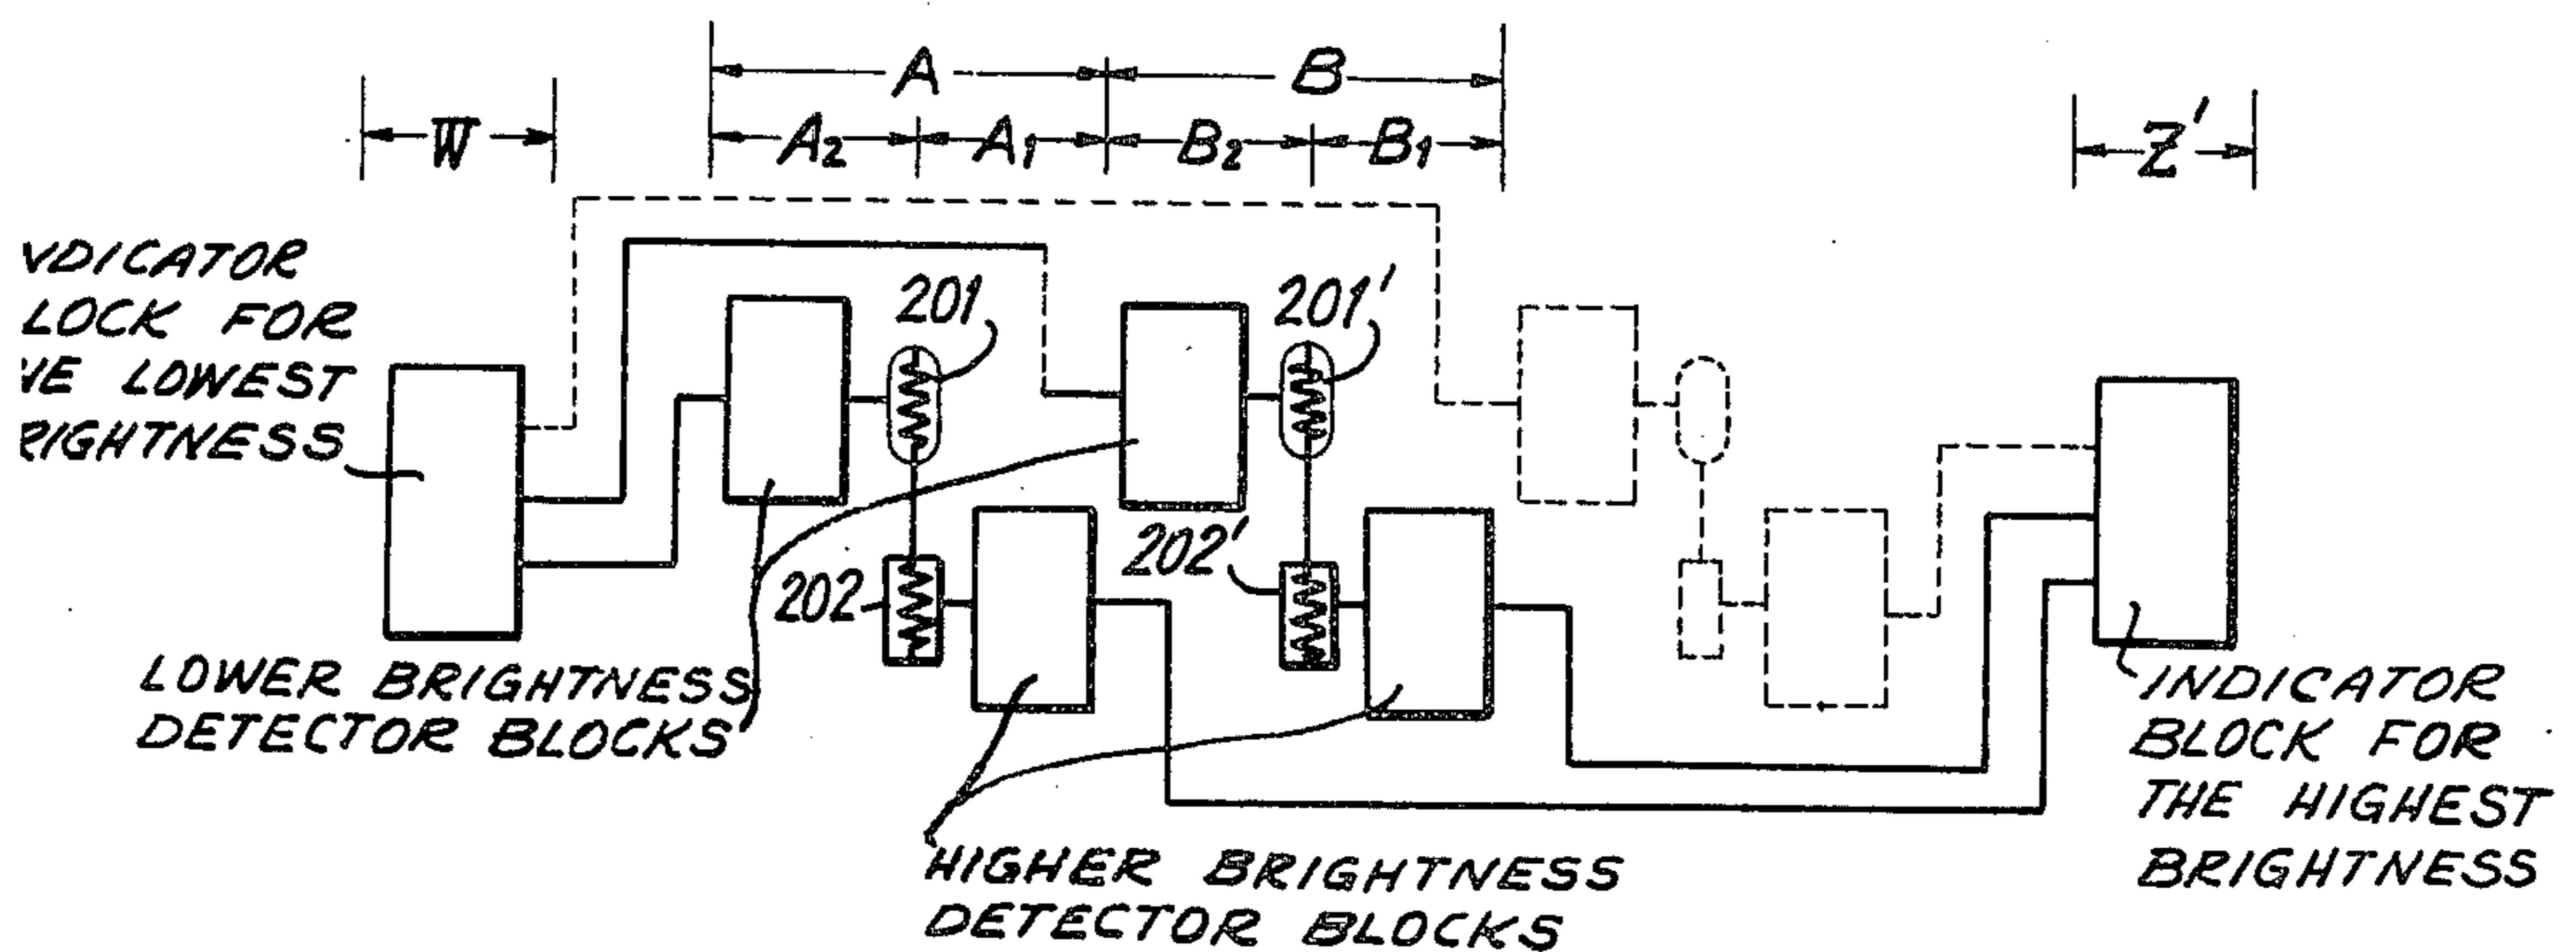 A B
W A2 A1 B2 B1 Z'
VDICATOR
LOCK FOR
VE LOWEST
RIGHTNESS
201 201'
202 202'
LOWER BRIGHTNESS
DETECTOR BLOCKS
HIGHER BRIGHTNESS
DETECTOR BLOCKS
INDICATOR
BLOCK FOR
THE HIGHEST
BRIGHTNESS